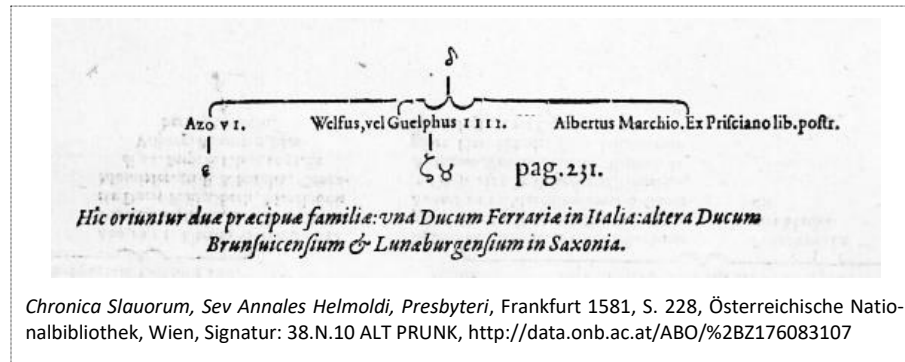 δ
Azo v i. Welfus, vel Guelphus i i i i. Albertus Marchio. Ex Priſciano lib. poſtr.
ε ζ ȣ pag. 231.
Hic oriuntur duæ præcipuæ familiæ: vna Ducum Ferrariæ in Italia: altera Ducum
Brunſuicenſium & Lunæburgenſium in Saxonia.
Chronica Slauorum, Sev Annales Helmoldi, Presbyteri, Frankfurt 1581, S. 228, Österreichische Natio-
nalbibliothek, Wien, Signatur: 38.N.10 ALT PRUNK, http://data.onb.ac.at/ABO/%2BZ176083107